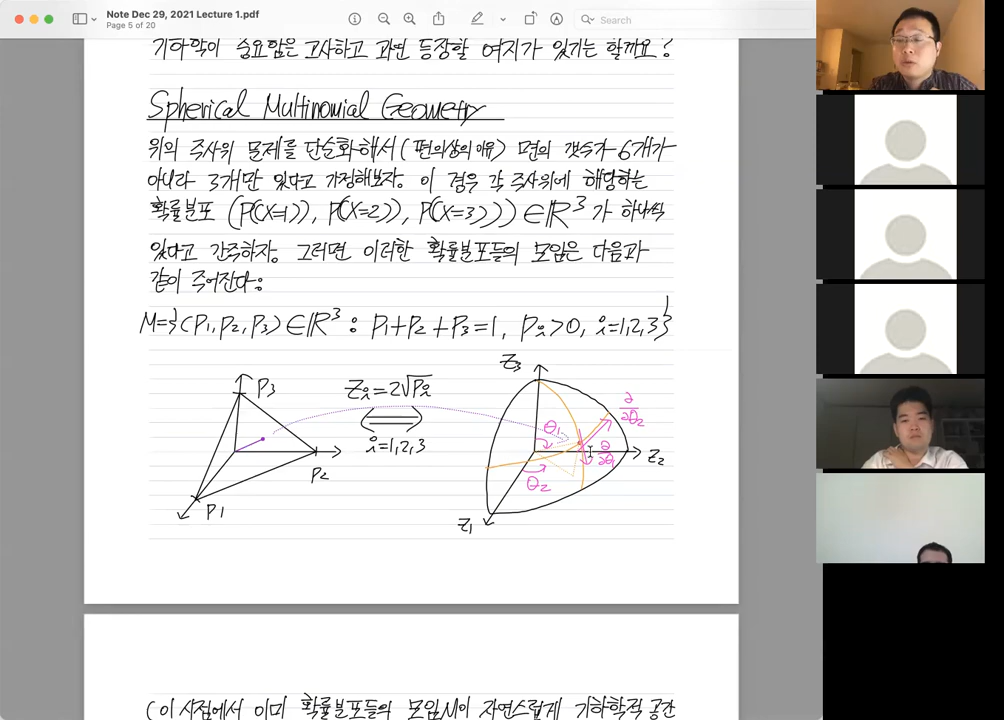 Note Dec 29, 2021 Lecture 1.pdf
Page 5 of 20
Search
기하학이 중요함은 고사하고 과연 등장할 여지가 있기는 할까요?
Spherical Multinomial Geometry
위의 주사위 문제를 단순화해서 (편의상의 이유) 면의 갯수가 6개가
아니라 3개만 있다고 가정해보자. 이 경우 각 주사위에 해당하는
확률분포 (P(X=1)), P(X=2)), P(X=3))) ∈ ℝ³ 가 하나씩
있다고 간주하자. 그러면 이러한 확률분포들의 모임은 다음과
같이 주어진다:
M={(P₁, P₂, P₃) ∈ ℝ³ : P₁+P₂+P₃=1, Pᵢ>0, i=1,2,3}
P3
P2
P1
Zᵢ=2√Pᵢ
⟺
i=1,2,3
Z₃
Z₂
Z₁
θ₁
θ₂
∂/∂θ₂
∂/∂θ₁
(이 시점에서 이미 확률분포들의 모임 M이 자연스럽게 기하학적 공간